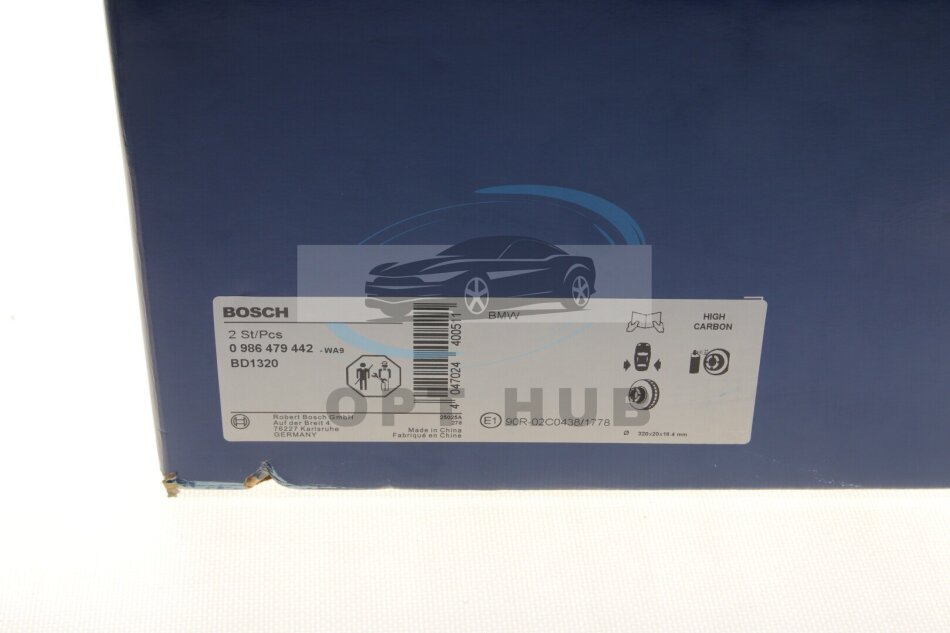 BOSCH
2 St/Pcs
0 986 479 442 -WA9
BD1320
Robert Bosch GmbH
Auf der Breit 4
76227 Karlsruhe
GERMANY
25025A
278
Made in China
Fabriqué en Chine
4 047024 400511
BMW
E1 90R-02C0438/1778
HIGH
CARBON
Ø 320x20x18.4 mm
OPT HUB